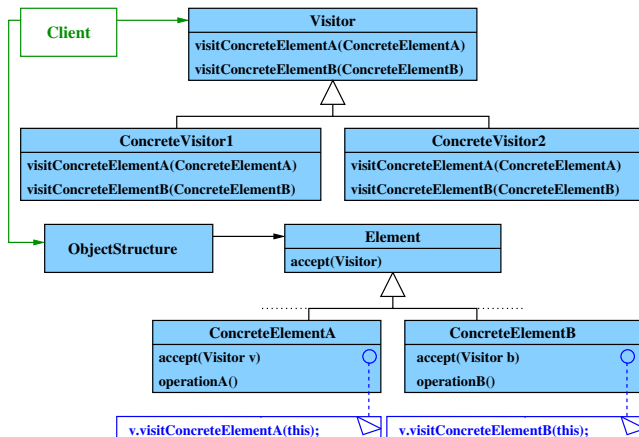 Client
Visitor
visitConcreteElementA(ConcreteElementA)
visitConcreteElementB(ConcreteElementB)
ConcreteVisitor1
visitConcreteElementA(ConcreteElementA)
visitConcreteElementB(ConcreteElementB)
ConcreteVisitor2
visitConcreteElementA(ConcreteElementA)
visitConcreteElementB(ConcreteElementB)
ObjectStructure
Element
accept(Visitor)
ConcreteElementA
accept(Visitor v)
operationA()
ConcreteElementB
accept(Visitor b)
operationB()
v.visitConcreteElementA(this);
v.visitConcreteElementB(this);